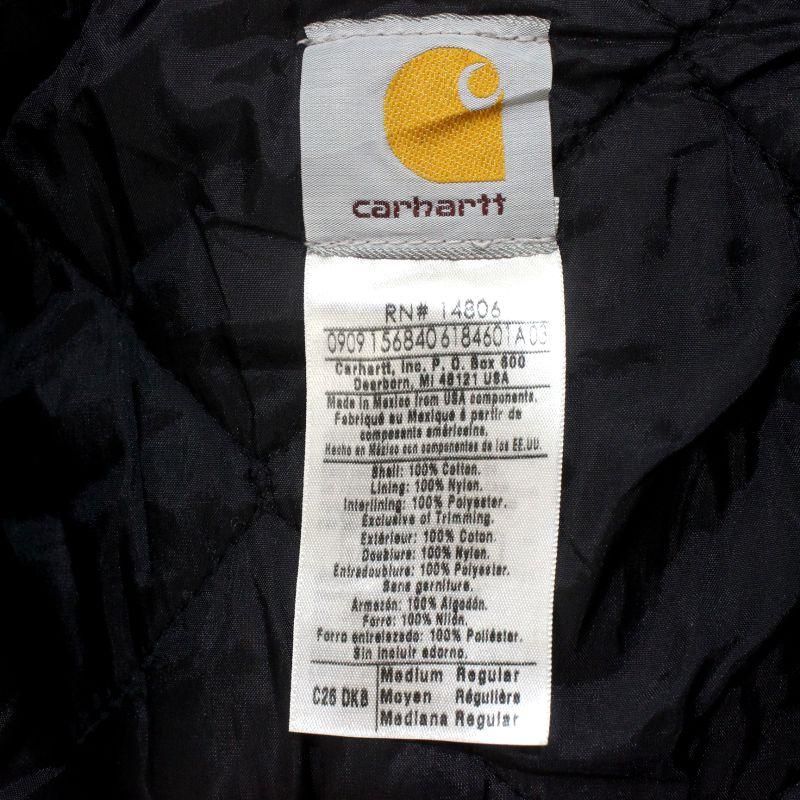 carhartt
RN# 14806
09091568406184601A03
Carhartt, Inc. P. O. Box 600
Dearborn, MI 48121 USA
Made in Mexico from USA components.
Fabriqué au Mexique à partir de
composants américains.
Hecho en México con componentes de los EE.UU.
Shell: 100% Cotton.
Lining: 100% Nylon.
Interlining: 100% Polyester.
Exclusive of Trimming.
Extérieur: 100% Coton.
Doublure: 100% Nylon.
Entredoublure: 100% Polyester.
Sans garniture.
Armazón: 100% Algodón.
Forro: 100% Nilón.
Forro entrelazado: 100% Poliéster.
Sin incluir adorno.
C26 DKB
Medium Regular
Moyen Régulière
Mediana Regular